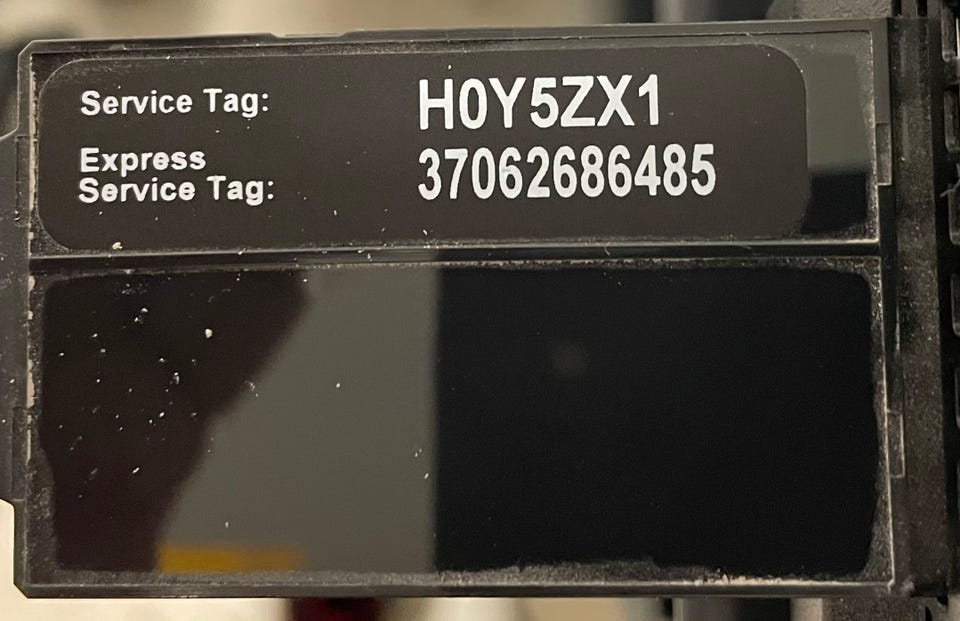 Service Tag: H0Y5ZX1
Express
Service Tag: 37062686485